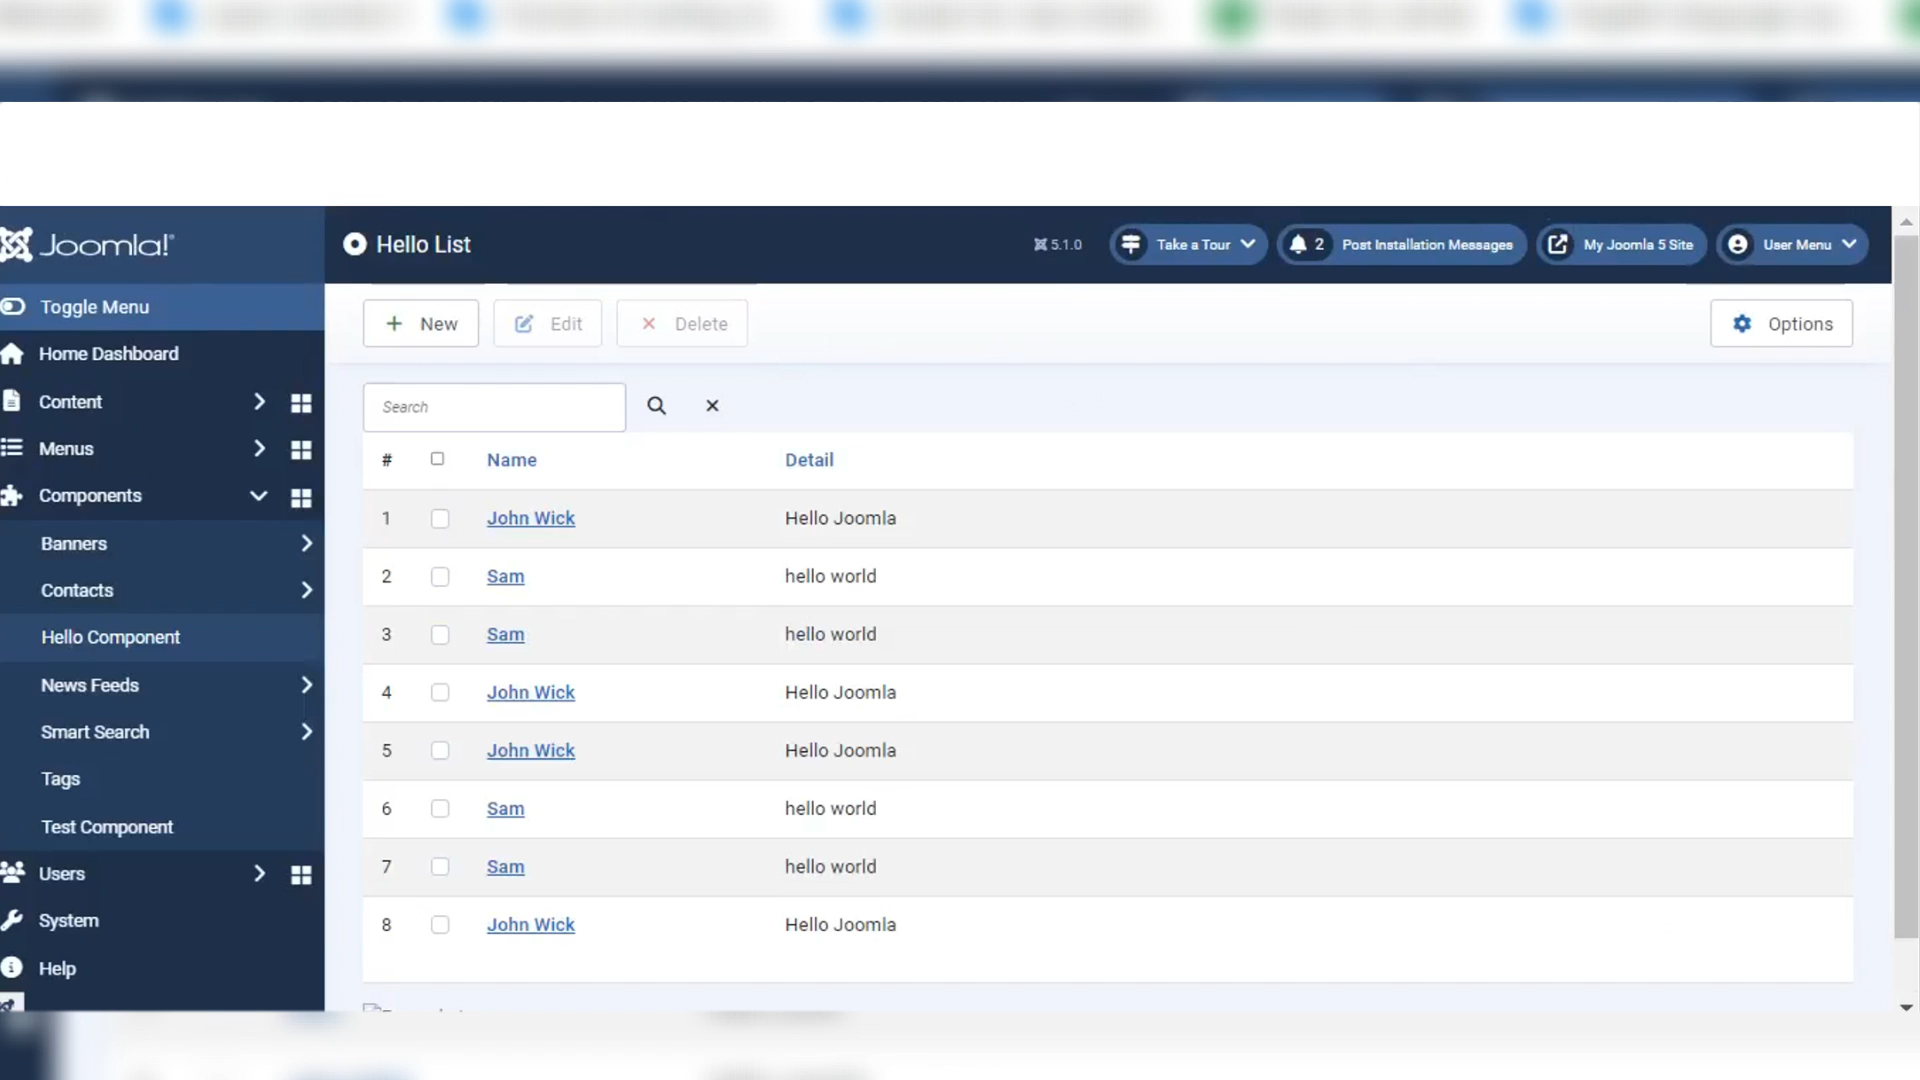 Joomla!®
Hello List
5.1.0
Take a Tour
2 Post Installation Messages
My Joomla 5 Site
User Menu
Toggle Menu
Home Dashboard
Content
Menus
Components
Banners
Contacts
Hello Component
News Feeds
Smart Search
Tags
Test Component
Users
System
Help
New
Edit
Delete
Options
Search
# Name Detail
1 John Wick Hello Joomla
2 Sam hello world
3 Sam hello world
4 John Wick Hello Joomla
5 John Wick Hello Joomla
6 Sam hello world
7 Sam hello world
8 John Wick Hello Joomla